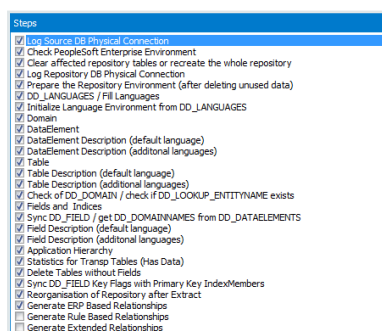 Steps
Log Source DB Physical Connection
Check PeopleSoft Enterprise Environment
Clear affected repository tables or recreate the whole repository
Log Repository DB Physical Connection
Prepare the Repository Environment (after deleting unused data)
DD_LANGUAGES / Fill Languages
Initialize Language Environment from DD_LANGUAGES
Domain
DataElement
DataElement Description (default language)
DataElement Description (additonal languages)
Table
Table Description (default language)
Table Description (additional languages)
Check of DD_DOMAIN / check if DD_LOOKUP_ENTITYNAME exists
Fields and Indices
Sync DD_FIELD / get DD_DOMAINNAMES from DD_DATAELEMENTS
Field Description (default language)
Field Description (additonal languages)
Application Hierarchy
Statistics for Transp Tables (Has Data)
Delete Tables without Fields
Sync DD_FIELD Key Flags with Primary Key IndexMembers
Reorganisation of Repository after Extract
Generate ERP Based Relationships
Generate Rule Based Relationships
Generate Extended Relationships